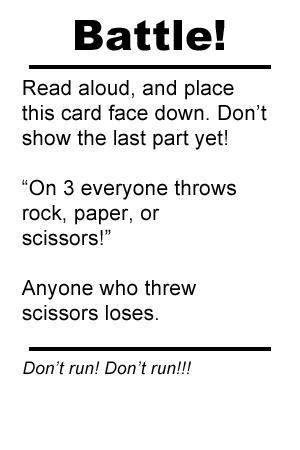 Battle!
Read aloud, and place
this card face down. Don’t
show the last part yet!
“On 3 everyone throws
rock, paper, or
scissors!”
Anyone who threw
scissors loses.
Don’t run! Don’t run!!!